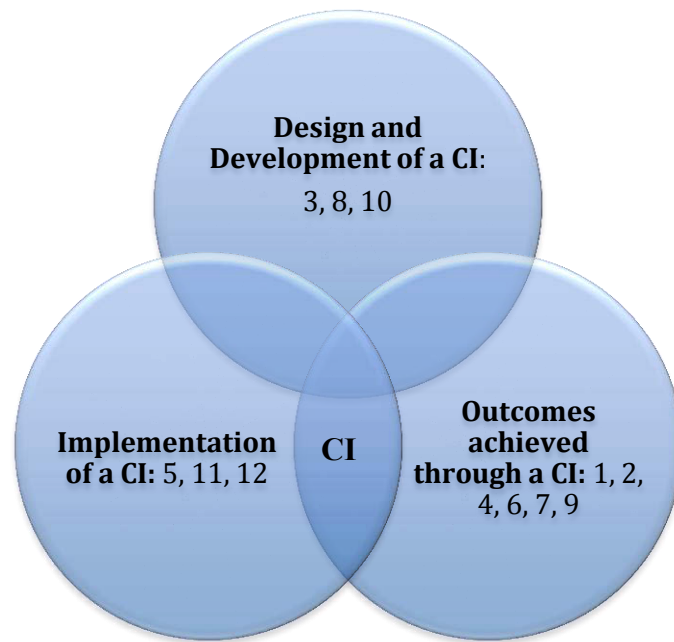 Design and
Development of a CI:
3, 8, 10
Implementation
of a CI: 5, 11, 12
CI
Outcomes
achieved
through a CI: 1, 2,
4, 6, 7, 9